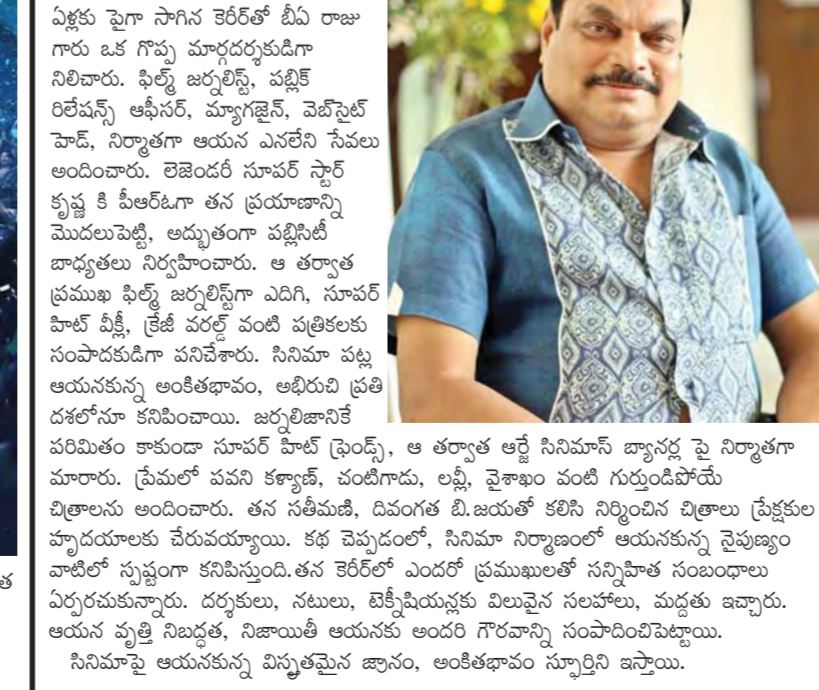 ఏళ్లకు పైగా సాగిన కెరీర్‌తో బీఏ రాజు
గారు ఒక గొప్ప మార్గదర్శకుడిగా
నిలిచారు. ఫిల్మ్ జర్నలిస్ట్, పబ్లిక్
రిలేషన్స్ ఆఫీసర్, మ్యాగజైన్, వెబ్‌సైట్
హెడ్, నిర్మాతగా ఆయన ఎనలేని సేవలు
అందించారు. లెజెండరీ సూపర్ స్టార్
కృష్ణ కి పీఆర్‌ఓగా తన ప్రయాణాన్ని
మొదలుపెట్టి, అద్భుతంగా పబ్లిసిటీ
బాధ్యతలు నిర్వహించారు. ఆ తర్వాత
ప్రముఖ ఫిల్మ్ జర్నలిస్ట్‌గా ఎదిగి, సూపర్
హిట్ వీక్లీ, క్రేజీ వరల్డ్ వంటి పత్రికలకు
సంపాదకుడిగా పనిచేశారు. సినిమా పట్ల
ఆయనకున్న అంకితభావం, అభిరుచి ప్రతి
దశలోనూ కనిపించాయి. జర్నలిజానికే
పరిమితం కాకుండా సూపర్ హిట్ ఫ్రెండ్స్, ఆ తర్వాత ఆర్జే సినిమాస్ బ్యానర్ల పై నిర్మాతగా
మారారు. ప్రేమలో పవని కళ్యాణ్, చంటిగాడు, లవ్లీ, వైశాఖం వంటి గుర్తుండిపోయే
చిత్రాలను అందించారు. తన సతీమణి, దివంగత బి.జయతో కలిసి నిర్మించిన చిత్రాలు ప్రేక్షకుల
హృదయాలకు చేరువయ్యాయి. కథ చెప్పడంలో, సినిమా నిర్మాణంలో ఆయనకున్న నైపుణ్యం
వాటిలో స్పష్టంగా కనిపిస్తుంది.తన కెరీర్‌లో ఎందరో ప్రముఖులతో సన్నిహిత సంబంధాలు
ఏర్పరచుకున్నారు. దర్శకులు, నటులు, టెక్నీషియన్లకు విలువైన సలహాలు, మద్దతు ఇచ్చారు.
ఆయన వృత్తి నిబద్ధత, నిజాయితీ ఆయనకు అందరి గౌరవాన్ని సంపాదించిపెట్టాయి.
సినిమాపై ఆయనకున్న విస్తృతమైన జ్ఞానం, అంకితభావం స్ఫూర్తిని ఇస్తాయి.